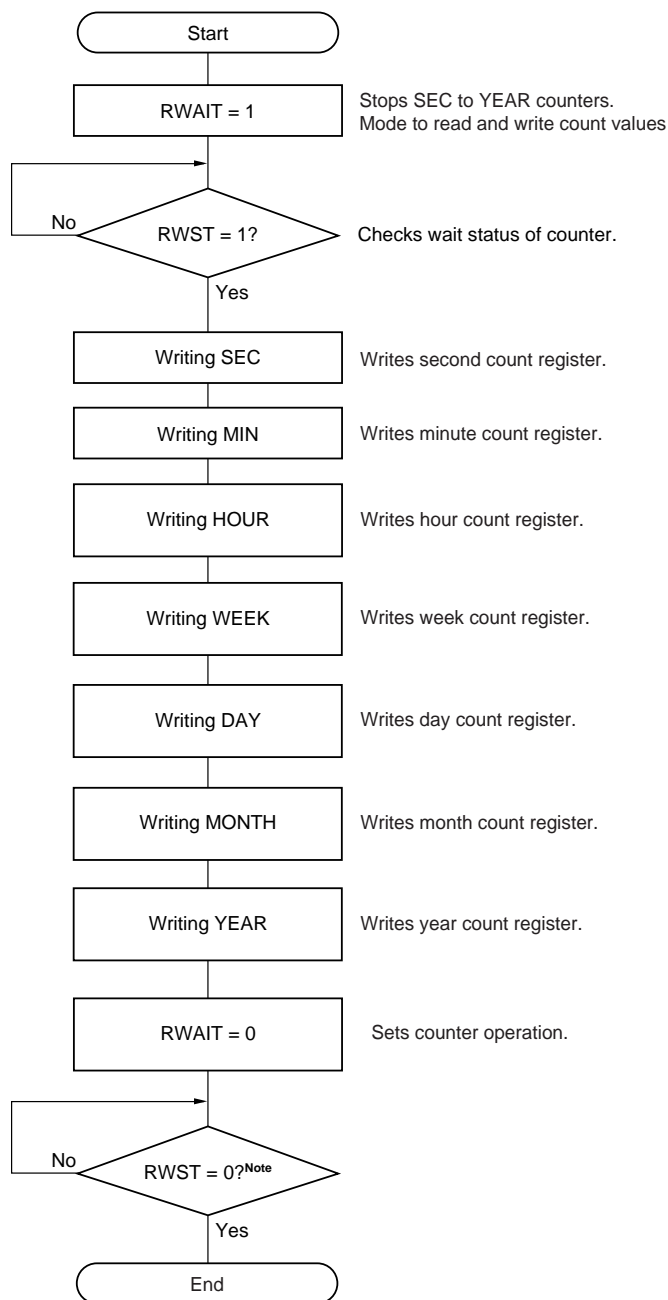 Start
RWAIT = 1
Stops SEC to YEAR counters.
Mode to read and write count values
No
RWST = 1?
Checks wait status of counter.
Yes
Writing SEC
Writes second count register.
Writing MIN
Writes minute count register.
Writing HOUR
Writes hour count register.
Writing WEEK
Writes week count register.
Writing DAY
Writes day count register.
Writing MONTH
Writes month count register.
Writing YEAR
Writes year count register.
RWAIT = 0
Sets counter operation.
No
RWST = 0?Note
Yes
End